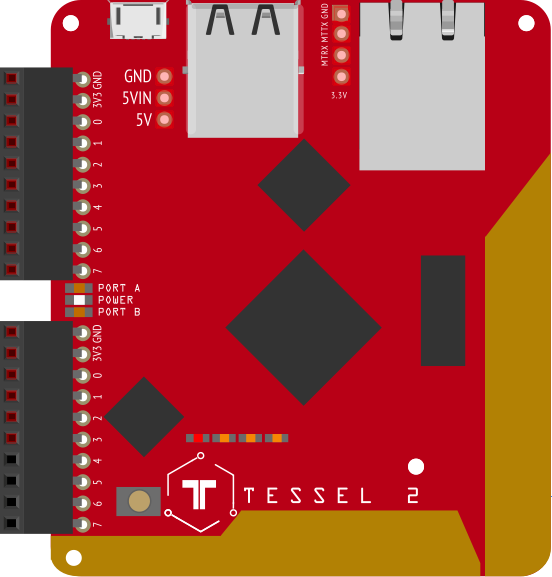 GND
5VIN
5V
MTRX MTTX GND
3.3V
GND
3V3
0
1
2
3
4
5
6
7
PORT A
POWER
PORT B
GND
3V3
0
1
2
3
4
5
6
7
TESSEL 2